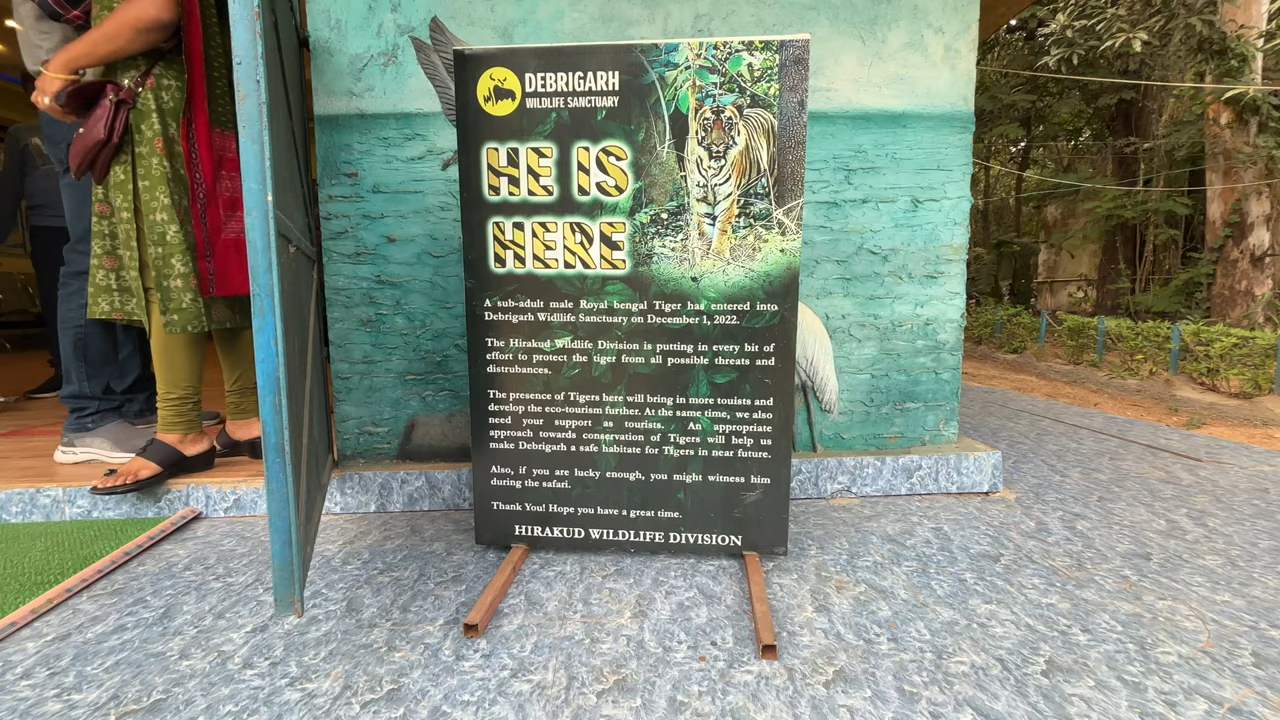 DEBRIGARH
WILDLIFE SANCTUARY
HE IS
HERE
A sub-adult male Royal bengal Tiger has entered into
Debrigarh Widllife Sanctuary on December 1, 2022.
The Hirakud Wildlife Division is putting in every bit of
effort to protect the tiger from all possible threats and
distrubances.
The presence of Tigers here will bring in more touists and
develop the eco-tourism further. At the same time, we also
need your support as tourists. An appropriate
approach towards conservation of Tigers will help us
make Debrigarh a safe habitate for Tigers in near future.
Also, if you are lucky enough, you might witness him
during the safari.
Thank You! Hope you have a great time.
HIRAKUD WILDLIFE DIVISION